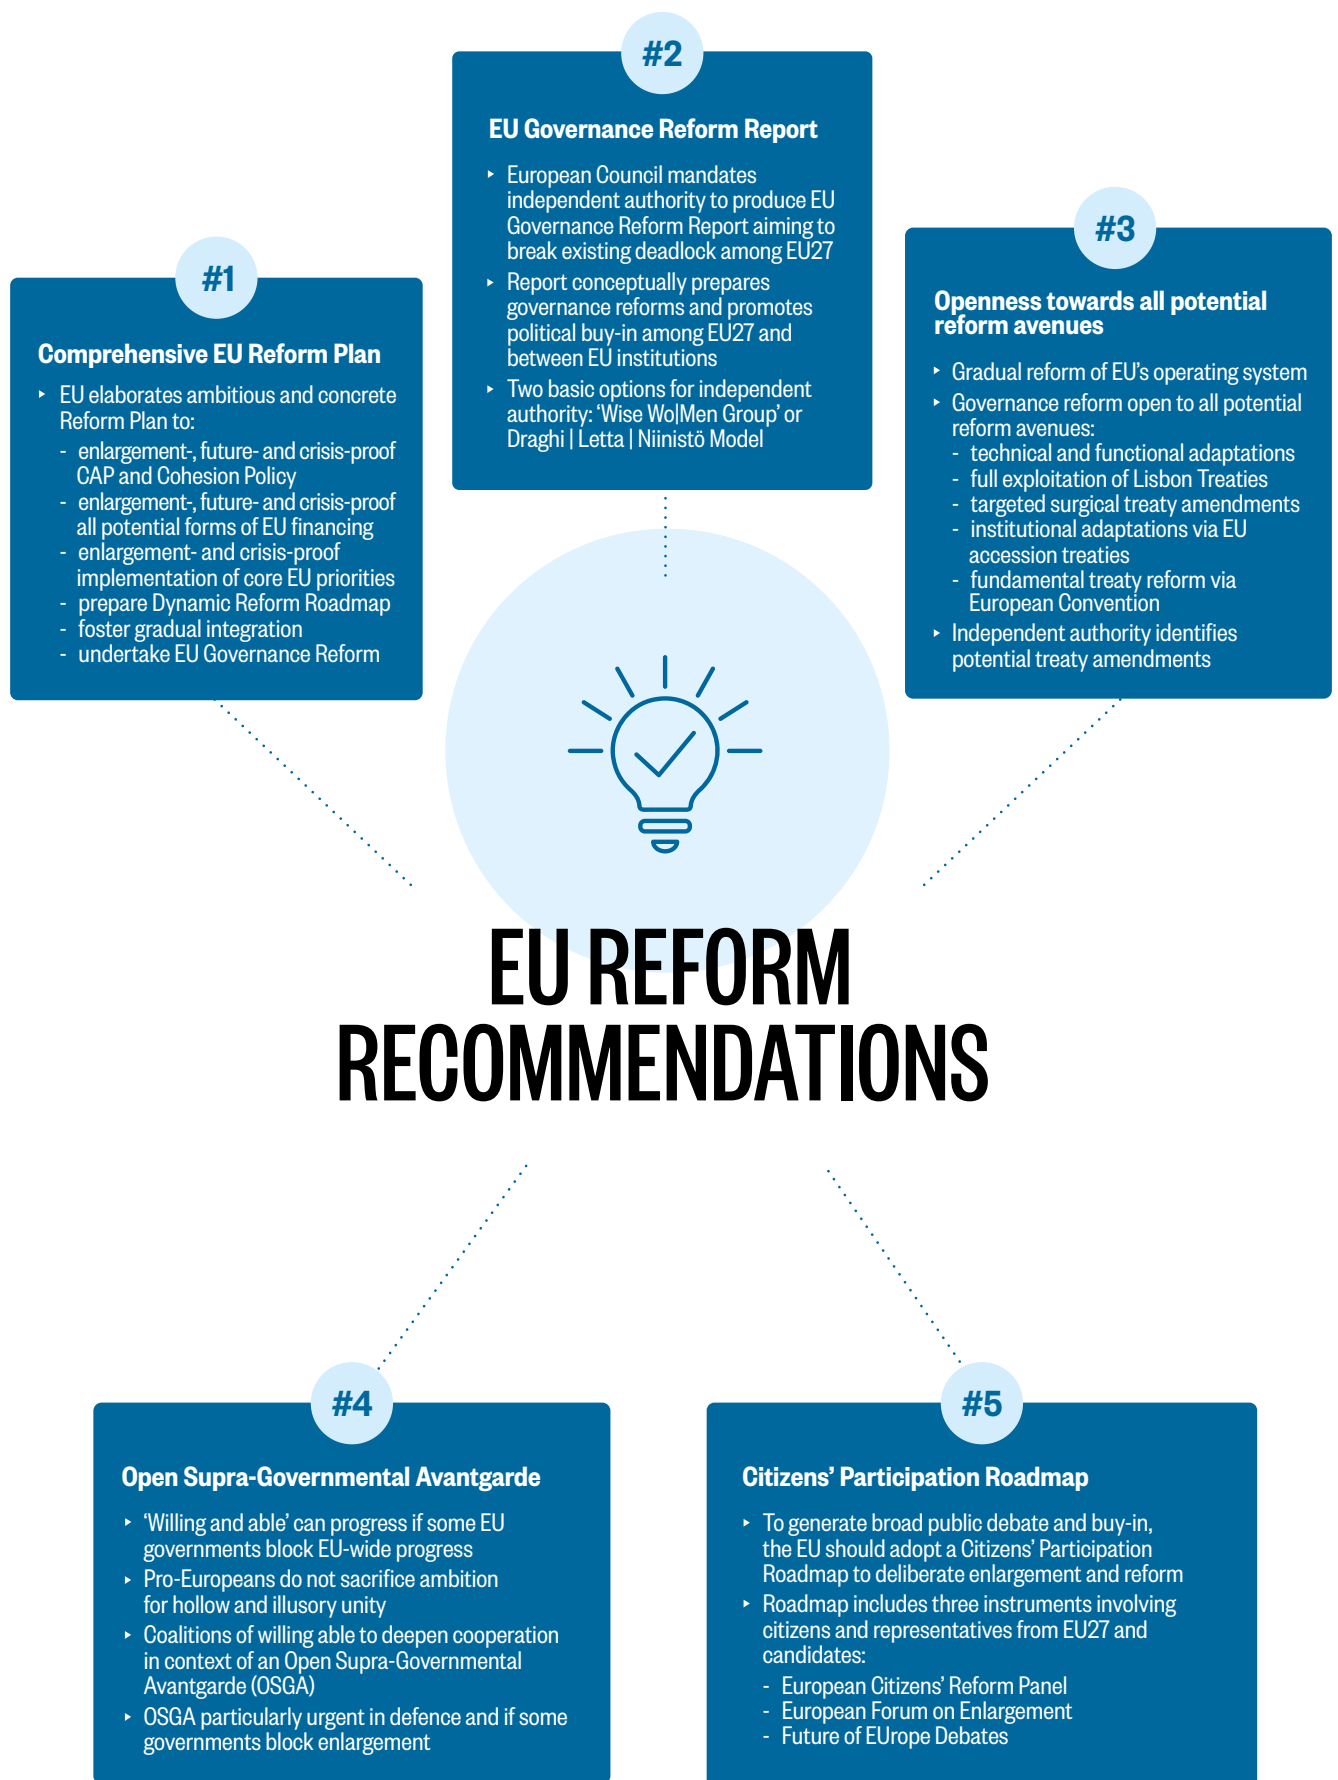 #1
Comprehensive EU Reform Plan
‣ EU elaborates ambitious and concrete
Reform Plan to:
- enlargement-, future- and crisis-proof
CAP and Cohesion Policy
- enlargement-, future- and crisis-proof
all potential forms of EU financing
- enlargement- and crisis-proof
implementation of core EU priorities
- prepare Dynamic Reform Roadmap
- foster gradual integration
- undertake EU Governance Reform
#2
EU Governance Reform Report
‣ European Council mandates
independent authority to produce EU
Governance Reform Report aiming to
break existing deadlock among EU27
‣ Report conceptually prepares
governance reforms and promotes
political buy-in among EU27 and
between EU institutions
‣ Two basic options for independent
authority: ‘Wise Wo|Men Group’ or
Draghi | Letta | Niinistö Model
#3
Openness towards all potential
reform avenues
‣ Gradual reform of EU’s operating system
‣ Governance reform open to all potential
reform avenues:
- technical and functional adaptations
- full exploitation of Lisbon Treaties
- targeted surgical treaty amendments
- institutional adaptations via EU
accession treaties
- fundamental treaty reform via
European Convention
‣ Independent authority identifies
potential treaty amendments
EU REFORM
RECOMMENDATIONS
#4
Open Supra-Governmental Avantgarde
‣ ‘Willing and able’ can progress if some EU
governments block EU-wide progress
‣ Pro-Europeans do not sacrifice ambition
for hollow and illusory unity
‣ Coalitions of willing able to deepen cooperation
in context of an Open Supra-Governmental
Avantgarde (OSGA)
‣ OSGA particularly urgent in defence and if some
governments block enlargement
#5
Citizens’ Participation Roadmap
‣ To generate broad public debate and buy-in,
the EU should adopt a Citizens’ Participation
Roadmap to deliberate enlargement and reform
‣ Roadmap includes three instruments involving
citizens and representatives from EU27 and
candidates:
- European Citizens’ Reform Panel
- European Forum on Enlargement
- Future of EUrope Debates